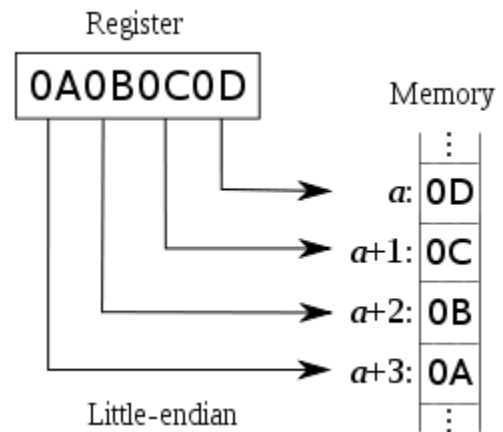 Register
0A0B0C0D
Memory
⋮
a: 0D
a+1: 0C
a+2: 0B
a+3: 0A
⋮
Little-endian